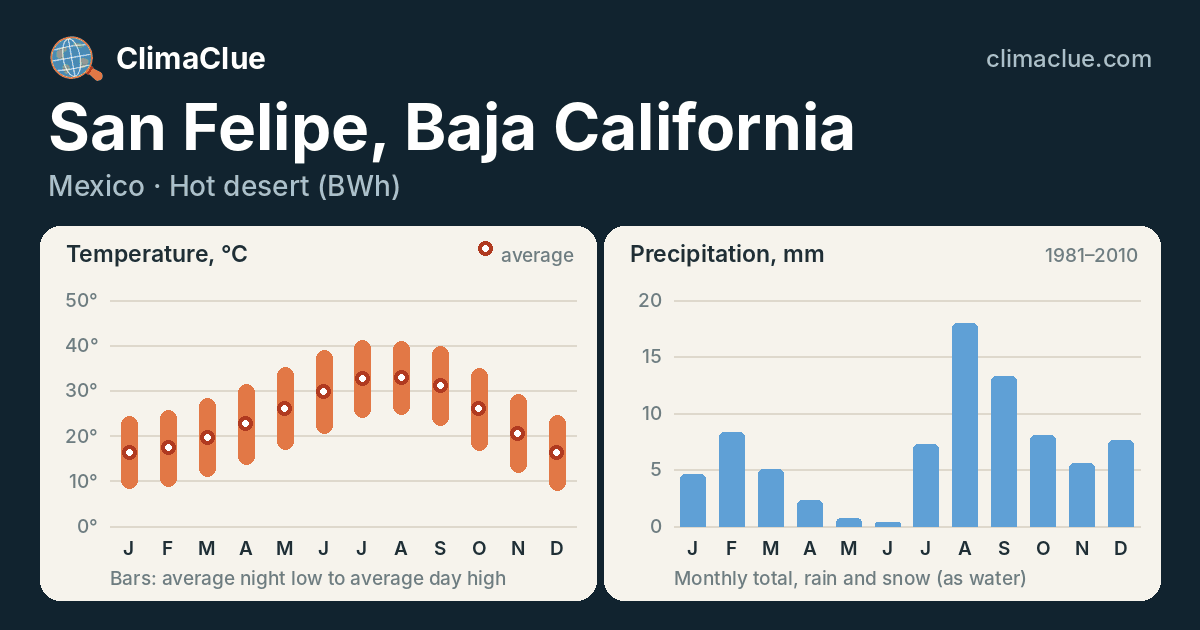 ClimaClue
climaclue.com
San Felipe, Baja California
Mexico · Hot desert (BWh)
Temperature, °C
average
50°
40°
30°
20°
10°
0°
J F M A M J J A S O N D
Bars: average night low to average day high
Precipitation, mm
1981–2010
20
15
10
5
0
J F M A M J J A S O N D
Monthly total, rain and snow (as water)